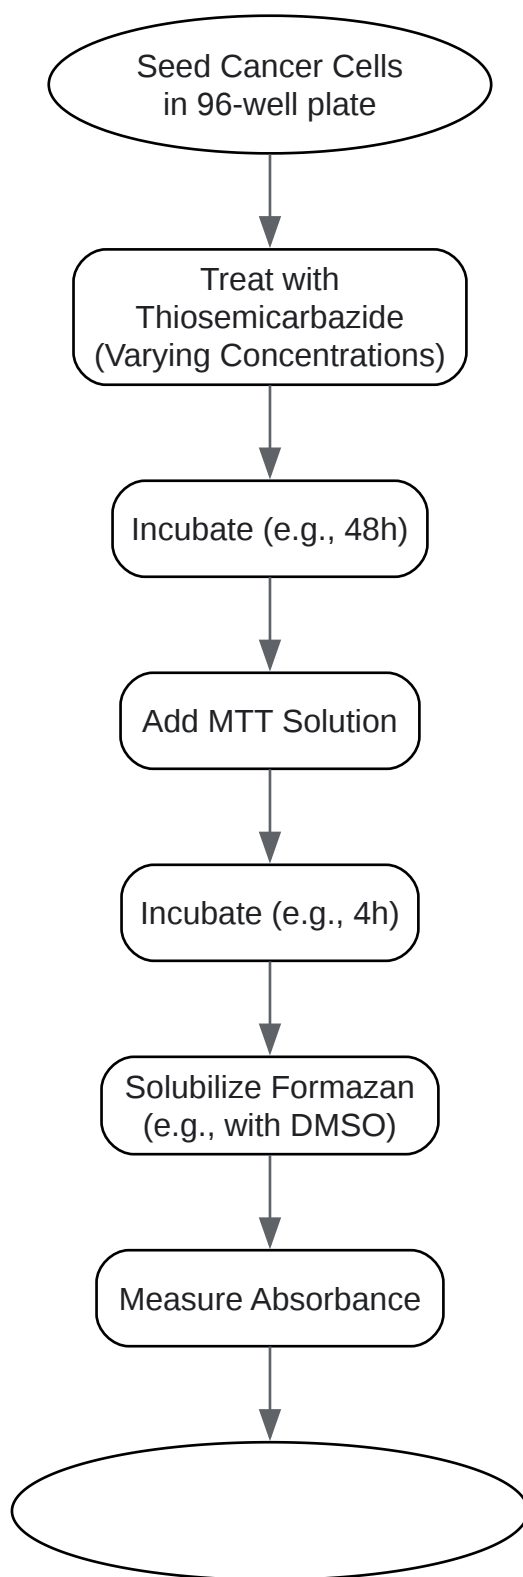 Seed Cancer Cells
in 96-well plate
Treat with
Thiosemicarbazide
(Varying Concentrations)
Incubate (e.g., 48h)
Add MTT Solution
Incubate (e.g., 4h)
Solubilize Formazan
(e.g., with DMSO)
Measure Absorbance